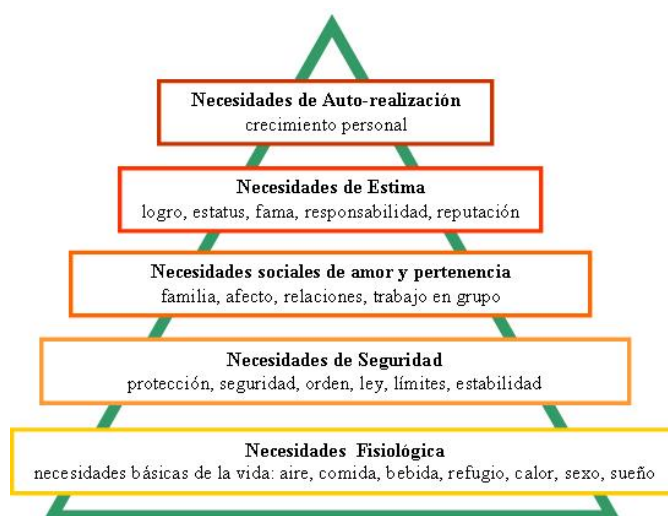 Necesidades de Auto-realización
crecimiento personal
Necesidades de Estima
logro, estatus, fama, responsabilidad, reputación
Necesidades sociales de amor y pertenencia
familia, afecto, relaciones, trabajo en grupo
Necesidades de Seguridad
protección, seguridad, orden, ley, límites, estabilidad
Necesidades Fisiológica
necesidades básicas de la vida: aire, comida, bebida, refugio, calor, sexo, sueño